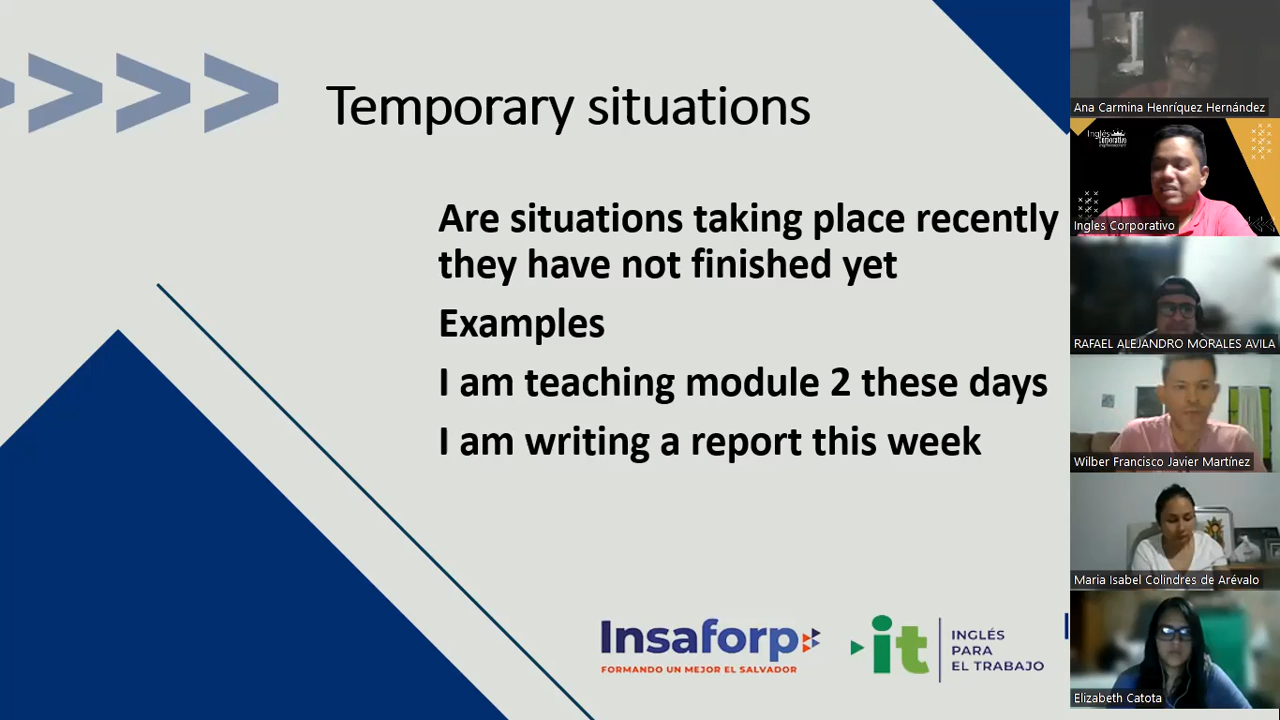 Temporary situations
Are situations taking place recently
they have not finished yet
Examples
I am teaching module 2 these days
I am writing a report this week
Insaforp
FORMANDO UN MEJOR EL SALVADOR
it
INGLÉS
PARA
EL TRABAJO
Ana Carmina Henríquez Hernández
Inglés
Corporativo
Ingles Corporativo
RAFAEL ALEJANDRO MORALES AVILA
Wilber Francisco Javier Martínez
Maria Isabel Colindres de Arévalo
Elizabeth Catota